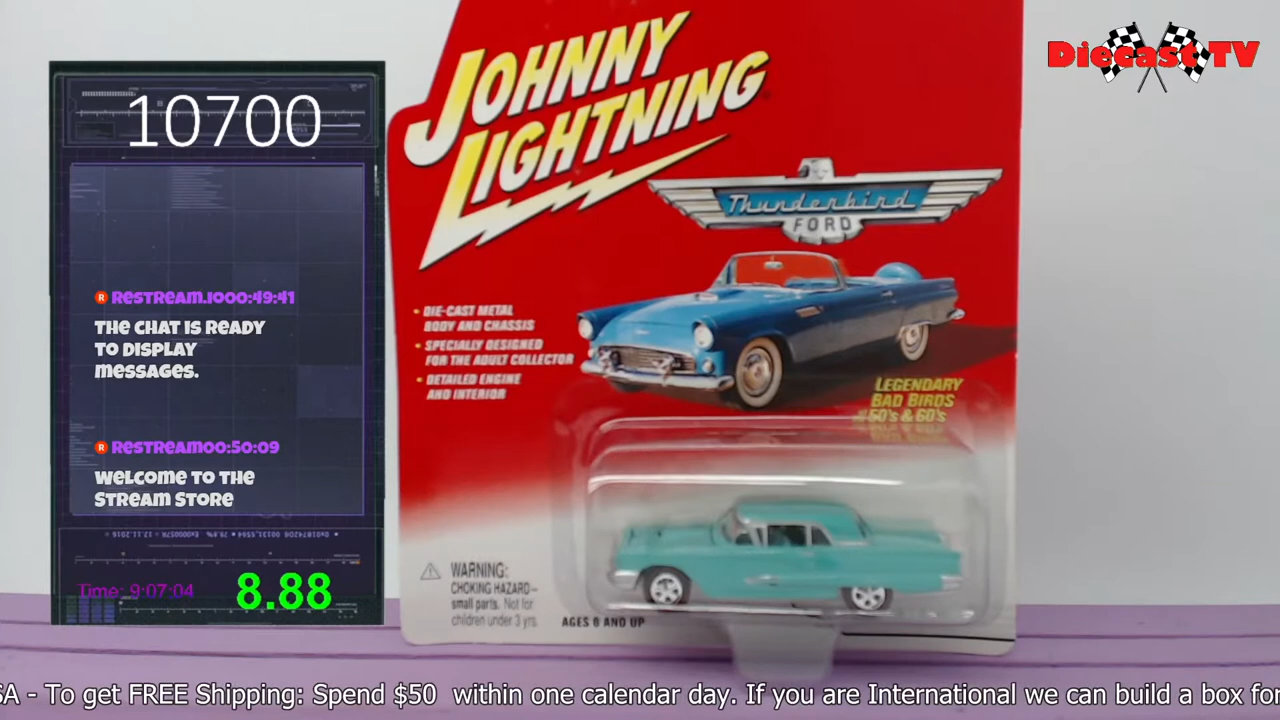 Diecast TV
10700
Restream.1000:49:41
THE CHAT IS READY
TO DISPLAY
MESSAGES.
Restream00:50:09
WELCOME TO THE
STREAM STORE
Time: 9:07:04
8.88
JOHNNY
LIGHTNING
Thunderbird
FORD
• DIE-CAST METAL
BODY AND CHASSIS
• SPECIALLY DESIGNED
FOR THE ADULT COLLECTOR
• DETAILED ENGINE
AND INTERIOR
LEGENDARY
BAD BIRDS
50's & 60's
WARNING:
CHOKING HAZARD–
small parts. Not for
children under 3 yrs.
AGES 8 AND UP
SA - To get FREE Shipping: Spend $50 within one calendar day. If you are International we can build a box for